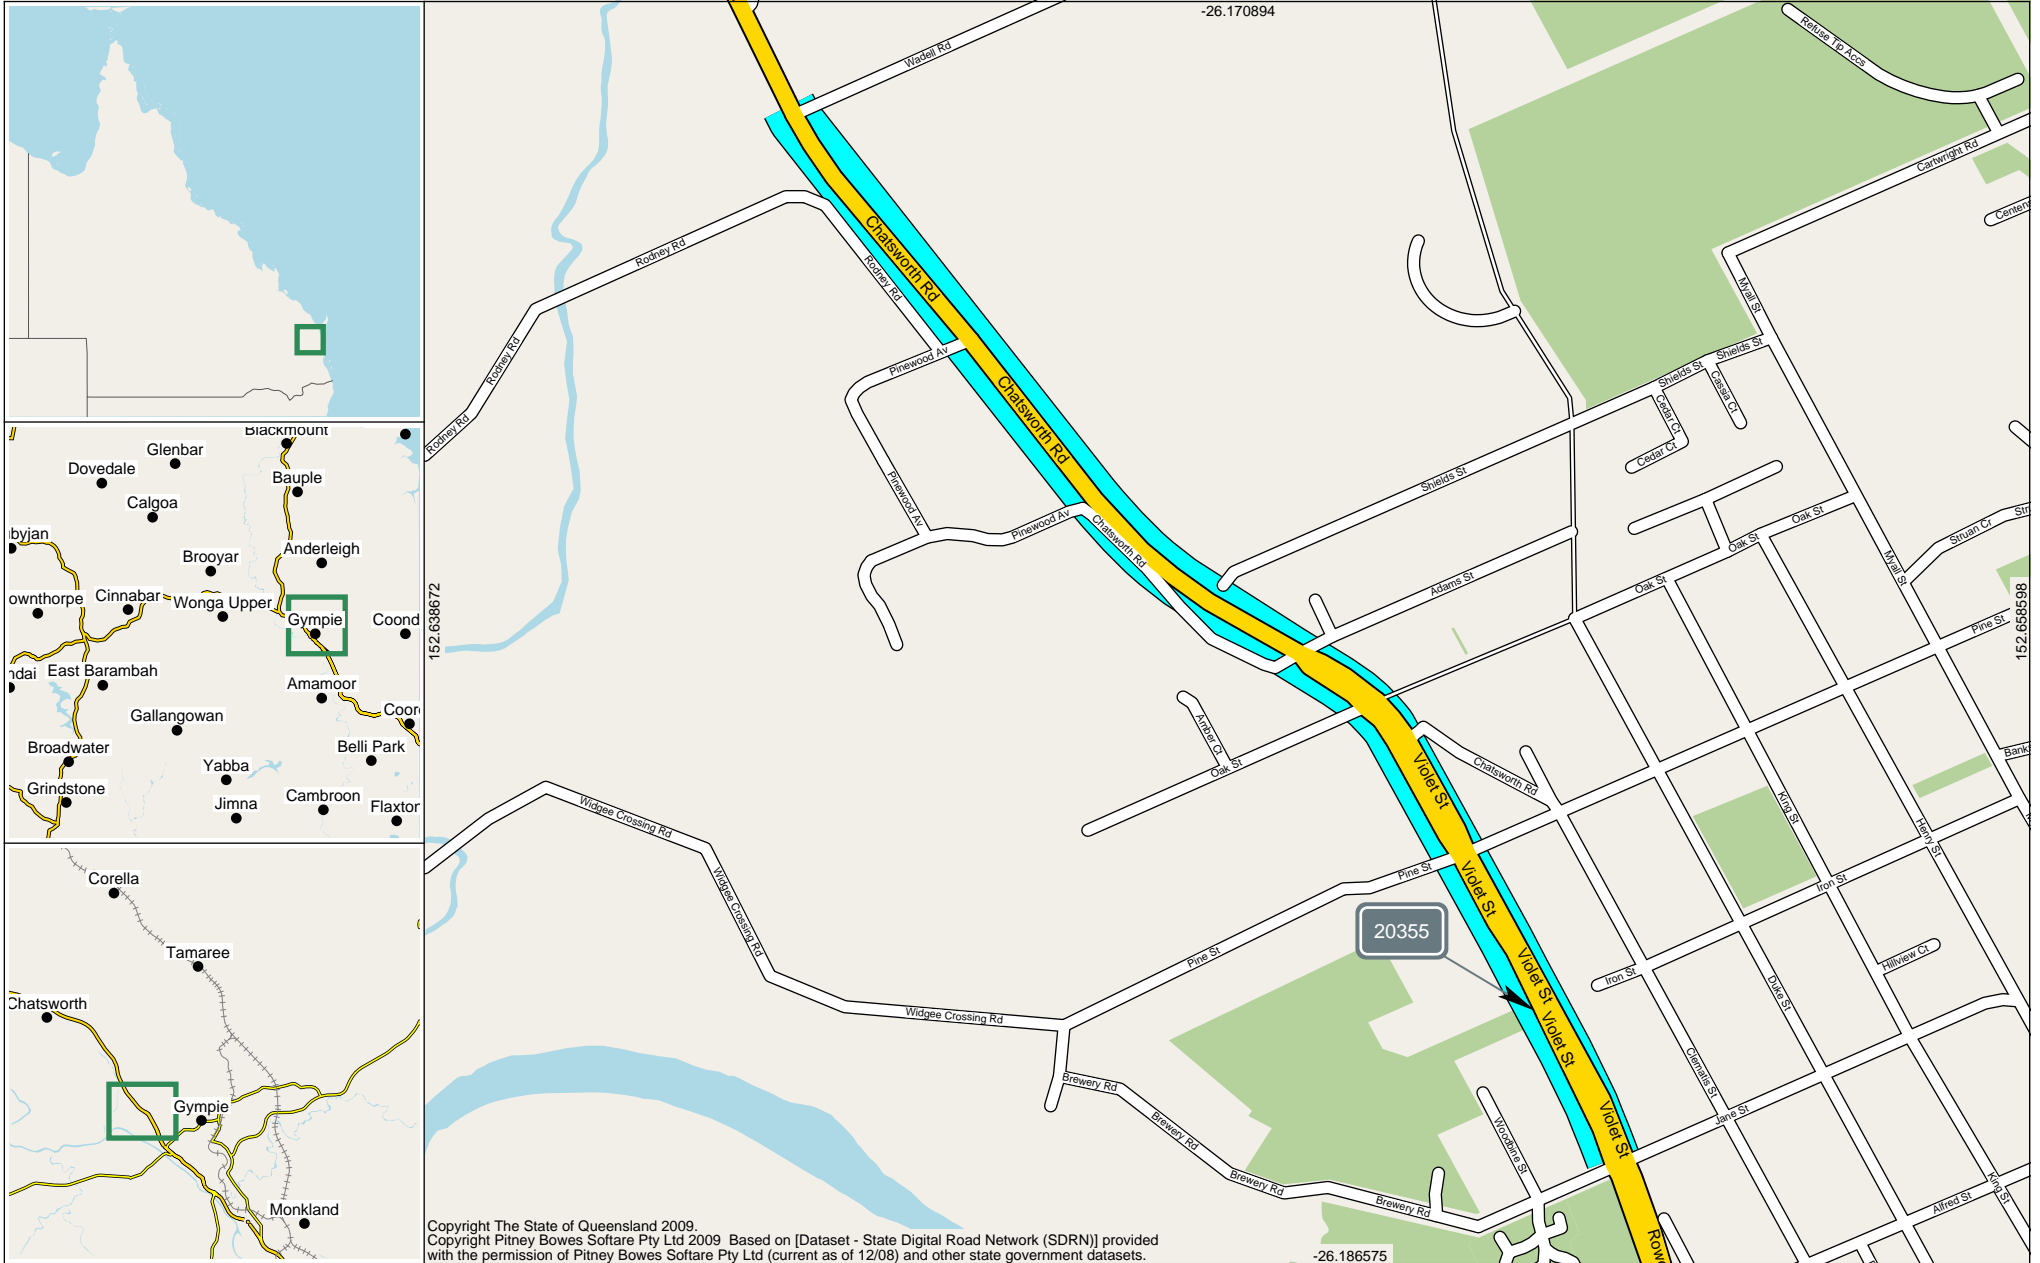 -26.170894
Wadell Rd
Refuse Tip Accs
Cartwright Rd
Centen
Rodney Rd
Chatsworth Rd
Rodney Rd
Rodney Rd
Rodney Rd
Myall St
Pinewood Av
Chatsworth Rd
Shields St
Shields St
Cassia Ct
Cedar Ct
Cedar Ct
Shields St
Pinewood Av
Pinewood Av
Chatsworth Rd
Oak St
Oak St
Struan Cr
Str
Myall St
Adams St
Oak St
Pine St
152.638672
152.658598
Amber Ct
Oak St
Violet St
Chatsworth Rd
Bank
King St
Henry St
Widgee Crossing Rd
Widgee Crossing Rd
Pine St
Violet St
Iron St
20355
Pine St
Violet St
Iron St
Hillview Ct
Duke St
Widgee Crossing Rd
Violet St
Clematis St
Brewery Rd
Brewery Rd
Woodbine St
Violet St
Jane St
Brewery Rd
Brewery Rd
King St
Alfred St
Row
-26.186575
Blackmount
Glenbar
Dovedale
Bauple
Calgoa
byjan
Brooyar
Anderleigh
ownthorpe
Cinnabar
Wonga Upper
Gympie
Coond
ndai
East Barambah
Amamoor
Gallangowan
Coor
Broadwater
Belli Park
Yabba
Grindstone
Jimna
Cambroon
Flaxton
Corella
Tamaree
Chatsworth
Gympie
Monkland
Copyright The State of Queensland 2009.
Copyright Pitney Bowes Softare Pty Ltd 2009 Based on [Dataset - State Digital Road Network (SDRN)] provided
with the permission of Pitney Bowes Softare Pty Ltd (current as of 12/08) and other state government datasets.